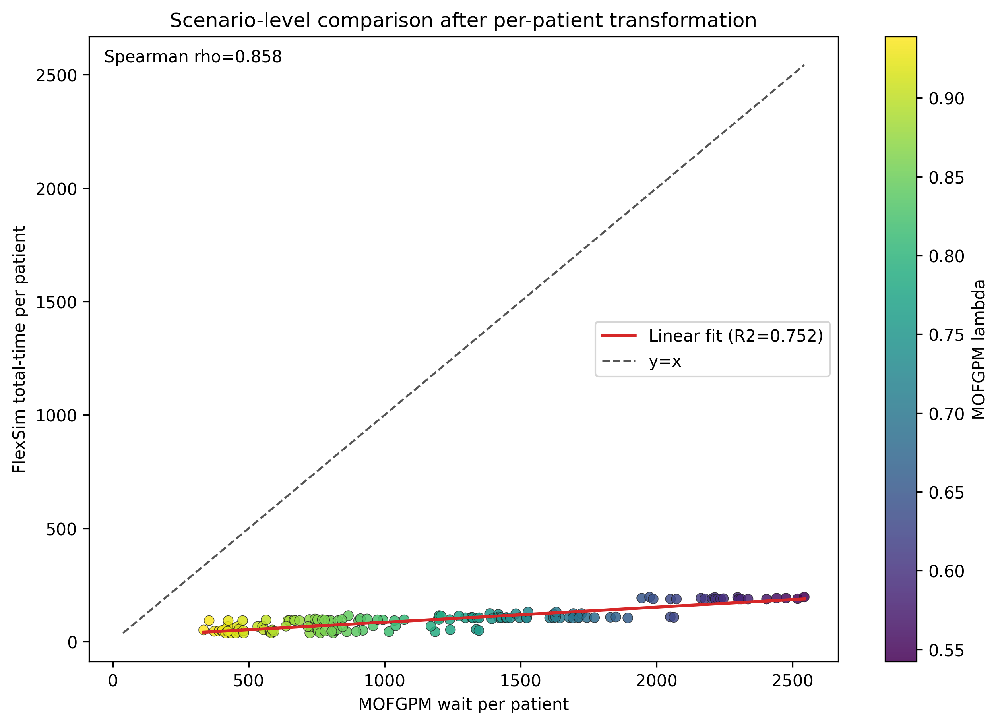 Scenario-level comparison after per-patient transformation
Spearman rho=0.858
FlexSim total-time per patient
2500
2000
1500
1000
500
0
Linear fit (R2=0.752)
y=x
0 500 1000 1500 2000 2500
MOFGPM wait per patient
0.90
0.85
0.80
0.75
0.70
0.65
0.60
0.55
MOFGPM lambda